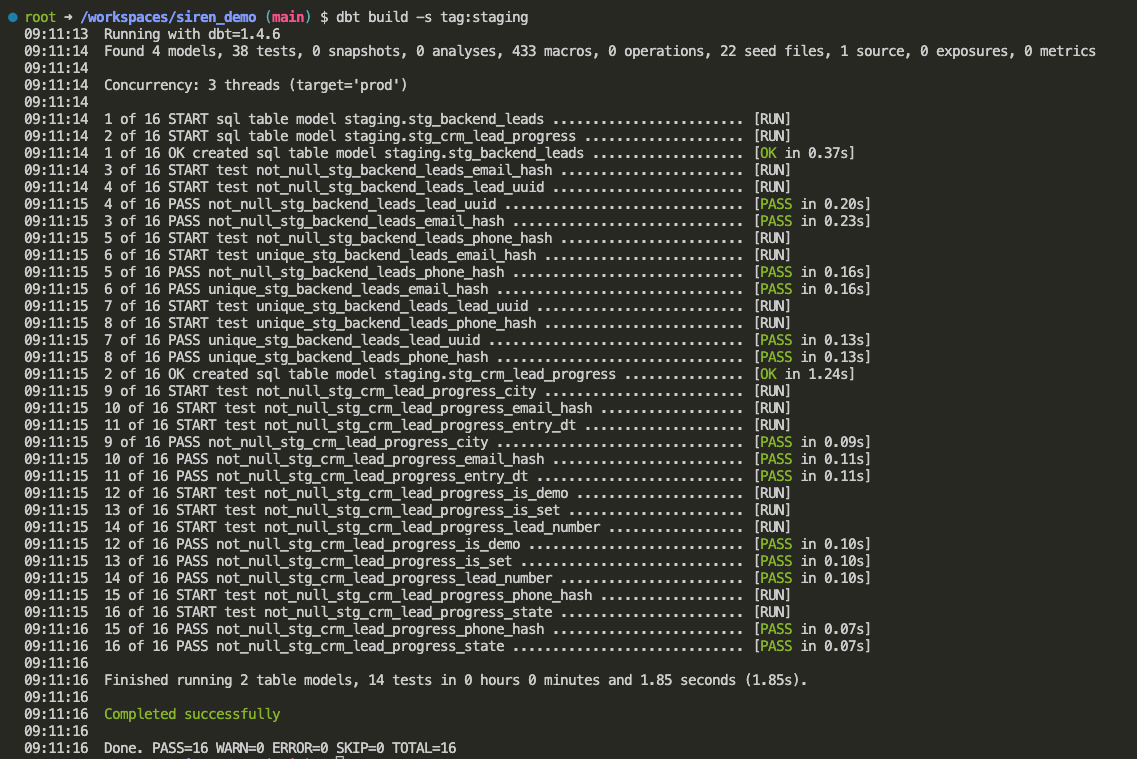 root ➜ /workspaces/siren_demo (main) $ dbt build -s tag:staging
09:11:13  Running with dbt=1.4.6
09:11:14  Found 4 models, 38 tests, 0 snapshots, 0 analyses, 433 macros, 0 operations, 22 seed files, 1 source, 0 exposures, 0 metrics
09:11:14
09:11:14  Concurrency: 3 threads (target='prod')
09:11:14
09:11:14  1 of 16 START sql table model staging.stg_backend_leads ........................ [RUN]
09:11:14  2 of 16 START sql table model staging.stg_crm_lead_progress .................... [RUN]
09:11:14  1 of 16 OK created sql table model staging.stg_backend_leads ................... [OK in 0.37s]
09:11:14  3 of 16 START test not_null_stg_backend_leads_email_hash ....................... [RUN]
09:11:14  4 of 16 START test not_null_stg_backend_leads_lead_uuid ........................ [RUN]
09:11:15  4 of 16 PASS not_null_stg_backend_leads_lead_uuid .............................. [PASS in 0.20s]
09:11:15  3 of 16 PASS not_null_stg_backend_leads_email_hash ............................. [PASS in 0.23s]
09:11:15  5 of 16 START test not_null_stg_backend_leads_phone_hash ....................... [RUN]
09:11:15  6 of 16 START test unique_stg_backend_leads_email_hash ......................... [RUN]
09:11:15  5 of 16 PASS not_null_stg_backend_leads_phone_hash ............................. [PASS in 0.16s]
09:11:15  6 of 16 PASS unique_stg_backend_leads_email_hash ............................... [PASS in 0.16s]
09:11:15  7 of 16 START test unique_stg_backend_leads_lead_uuid .......................... [RUN]
09:11:15  8 of 16 START test unique_stg_backend_leads_phone_hash ......................... [RUN]
09:11:15  7 of 16 PASS unique_stg_backend_leads_lead_uuid ................................ [PASS in 0.13s]
09:11:15  8 of 16 PASS unique_stg_backend_leads_phone_hash ............................... [PASS in 0.13s]
09:11:15  2 of 16 OK created sql table model staging.stg_crm_lead_progress ............... [OK in 1.24s]
09:11:15  9 of 16 START test not_null_stg_crm_lead_progress_city ......................... [RUN]
09:11:15  10 of 16 START test not_null_stg_crm_lead_progress_email_hash .................. [RUN]
09:11:15  11 of 16 START test not_null_stg_crm_lead_progress_entry_dt .................... [RUN]
09:11:15  9 of 16 PASS not_null_stg_crm_lead_progress_city ............................... [PASS in 0.09s]
09:11:15  10 of 16 PASS not_null_stg_crm_lead_progress_email_hash ........................ [PASS in 0.11s]
09:11:15  11 of 16 PASS not_null_stg_crm_lead_progress_entry_dt .......................... [PASS in 0.11s]
09:11:15  12 of 16 START test not_null_stg_crm_lead_progress_is_demo ..................... [RUN]
09:11:15  13 of 16 START test not_null_stg_crm_lead_progress_is_set ...................... [RUN]
09:11:15  14 of 16 START test not_null_stg_crm_lead_progress_lead_number ................. [RUN]
09:11:15  12 of 16 PASS not_null_stg_crm_lead_progress_is_demo ........................... [PASS in 0.10s]
09:11:15  13 of 16 PASS not_null_stg_crm_lead_progress_is_set ............................ [PASS in 0.10s]
09:11:15  14 of 16 PASS not_null_stg_crm_lead_progress_lead_number ....................... [PASS in 0.10s]
09:11:15  15 of 16 START test not_null_stg_crm_lead_progress_phone_hash .................. [RUN]
09:11:15  16 of 16 START test not_null_stg_crm_lead_progress_state ....................... [RUN]
09:11:16  15 of 16 PASS not_null_stg_crm_lead_progress_phone_hash ........................ [PASS in 0.07s]
09:11:16  16 of 16 PASS not_null_stg_crm_lead_progress_state ............................. [PASS in 0.07s]
09:11:16
09:11:16  Finished running 2 table models, 14 tests in 0 hours 0 minutes and 1.85 seconds (1.85s).
09:11:16
09:11:16  Completed successfully
09:11:16
09:11:16  Done. PASS=16 WARN=0 ERROR=0 SKIP=0 TOTAL=16